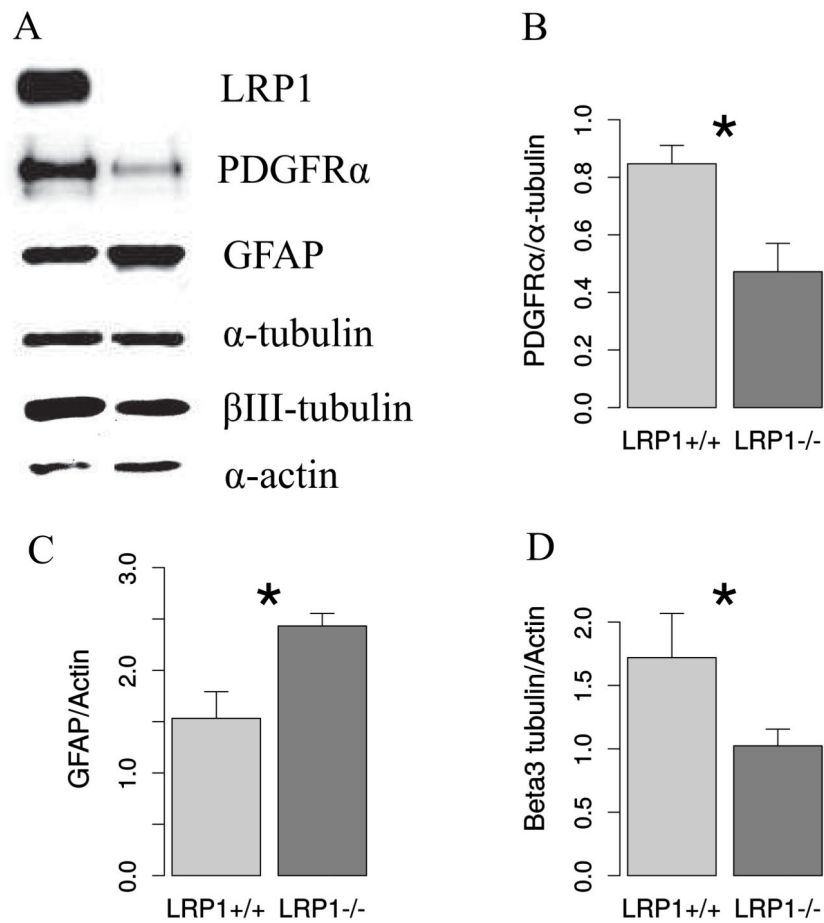 A
LRP1
PDGFRα
GFAP
α-tubulin
βIII-tubulin
α-actin
B
PDGFRα/α-tubulin
1.0
0.8
0.6
0.4
0.2
0.0
*
LRP1+/+ LRP1-/-
C
GFAP/Actin
3.0
2.0
1.0
0.0
*
LRP1+/+ LRP1-/-
D
Beta3 tubulin/Actin
2.0
1.5
1.0
0.5
0.0
*
LRP1+/+ LRP1-/-